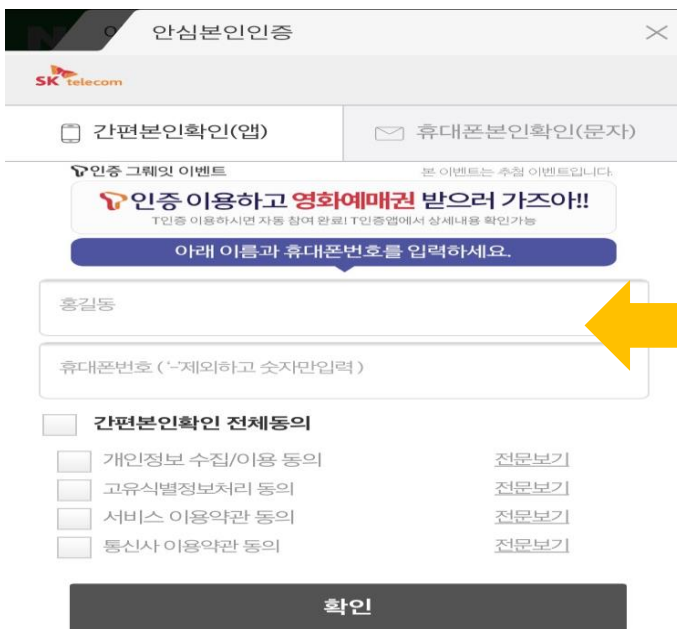 안심본인인증
SK telecom
간편본인확인(앱) 휴대폰본인확인(문자)
인증 그뤠잇 이벤트 본 이벤트는 추첨 이벤트입니다.
인증 이용하고 영화예매권 받으러 가즈아!!
T인증 이용하시면 자동 참여 완료! T인증앱에서 상세내용 확인가능
아래 이름과 휴대폰번호를 입력하세요.
홍길동
휴대폰번호 ( '-'제외하고 숫자만입력 )
간편본인확인 전체동의
개인정보 수집/이용 동의 전문보기
고유식별정보처리 동의 전문보기
서비스 이용약관 동의 전문보기
통신사 이용약관 동의 전문보기
확인